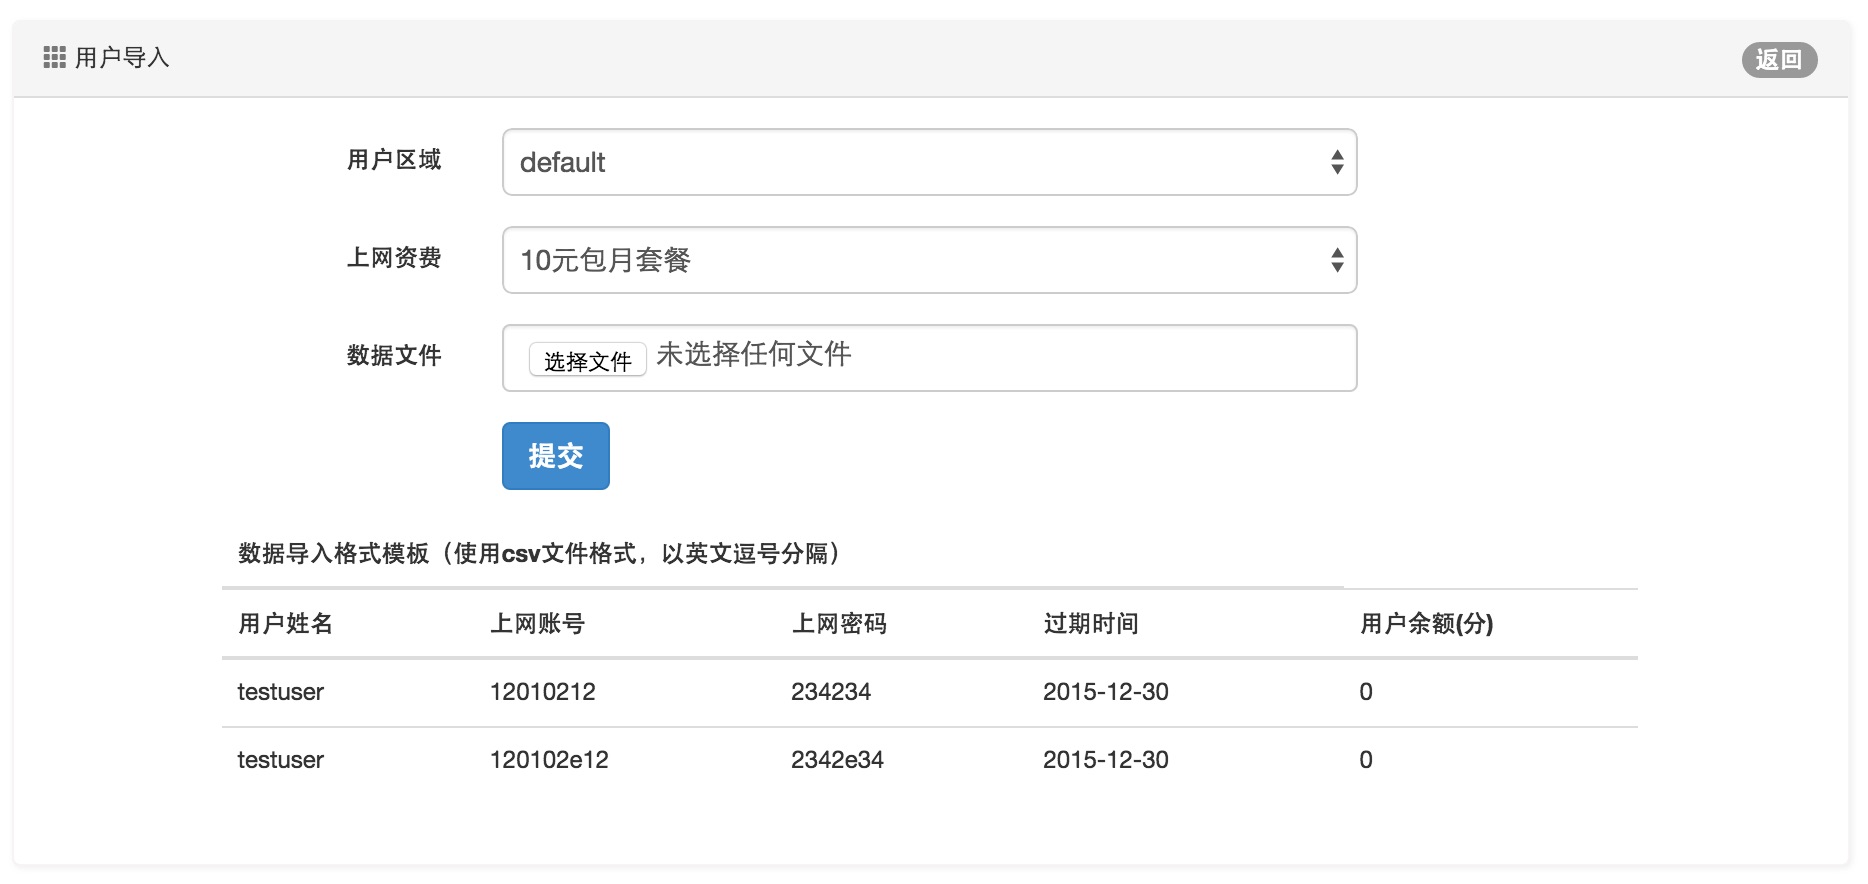 用户导入
返回
用户区域 default
上网资费 10元包月套餐
数据文件 选择文件 未选择任何文件
提交
数据导入格式模板（使用csv文件格式，以英文逗号分隔）
用户姓名 上网账号 上网密码 过期时间 用户余额(分)
testuser 12010212 234234 2015-12-30 0
testuser 120102e12 2342e34 2015-12-30 0